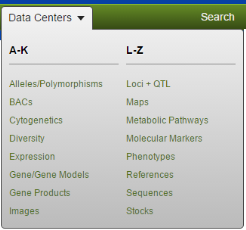 Data Centers Search
A-K
Alleles/Polymorphisms
BACs
Cytogenetics
Diversity
Expression
Gene/Gene Models
Gene Products
Images
L-Z
Loci + QTL
Maps
Metabolic Pathways
Molecular Markers
Phenotypes
References
Sequences
Stocks